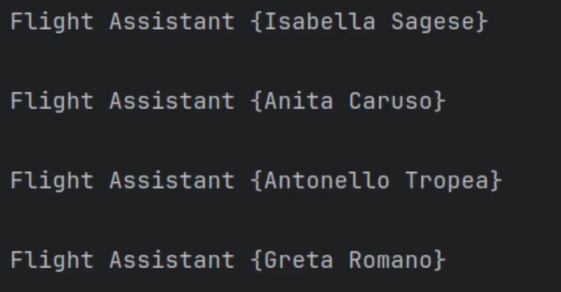 Flight Assistant {Isabella Sagese}
Flight Assistant {Anita Caruso}
Flight Assistant {Antonello Tropea}
Flight Assistant {Greta Romano}